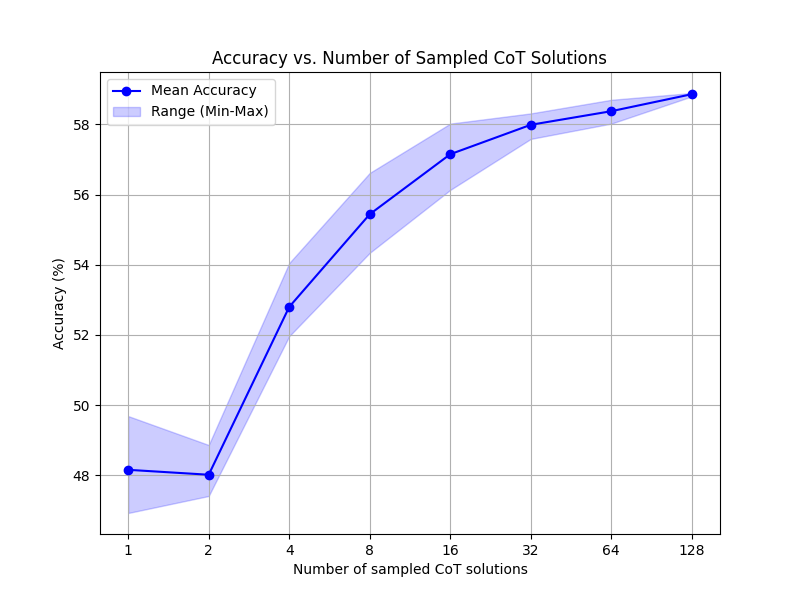 Accuracy vs. Number of Sampled CoT Solutions
Mean Accuracy
Range (Min-Max)
58
56
54
52
50
48
Accuracy (%)
1 2 4 8 16 32 64 128
Number of sampled CoT solutions